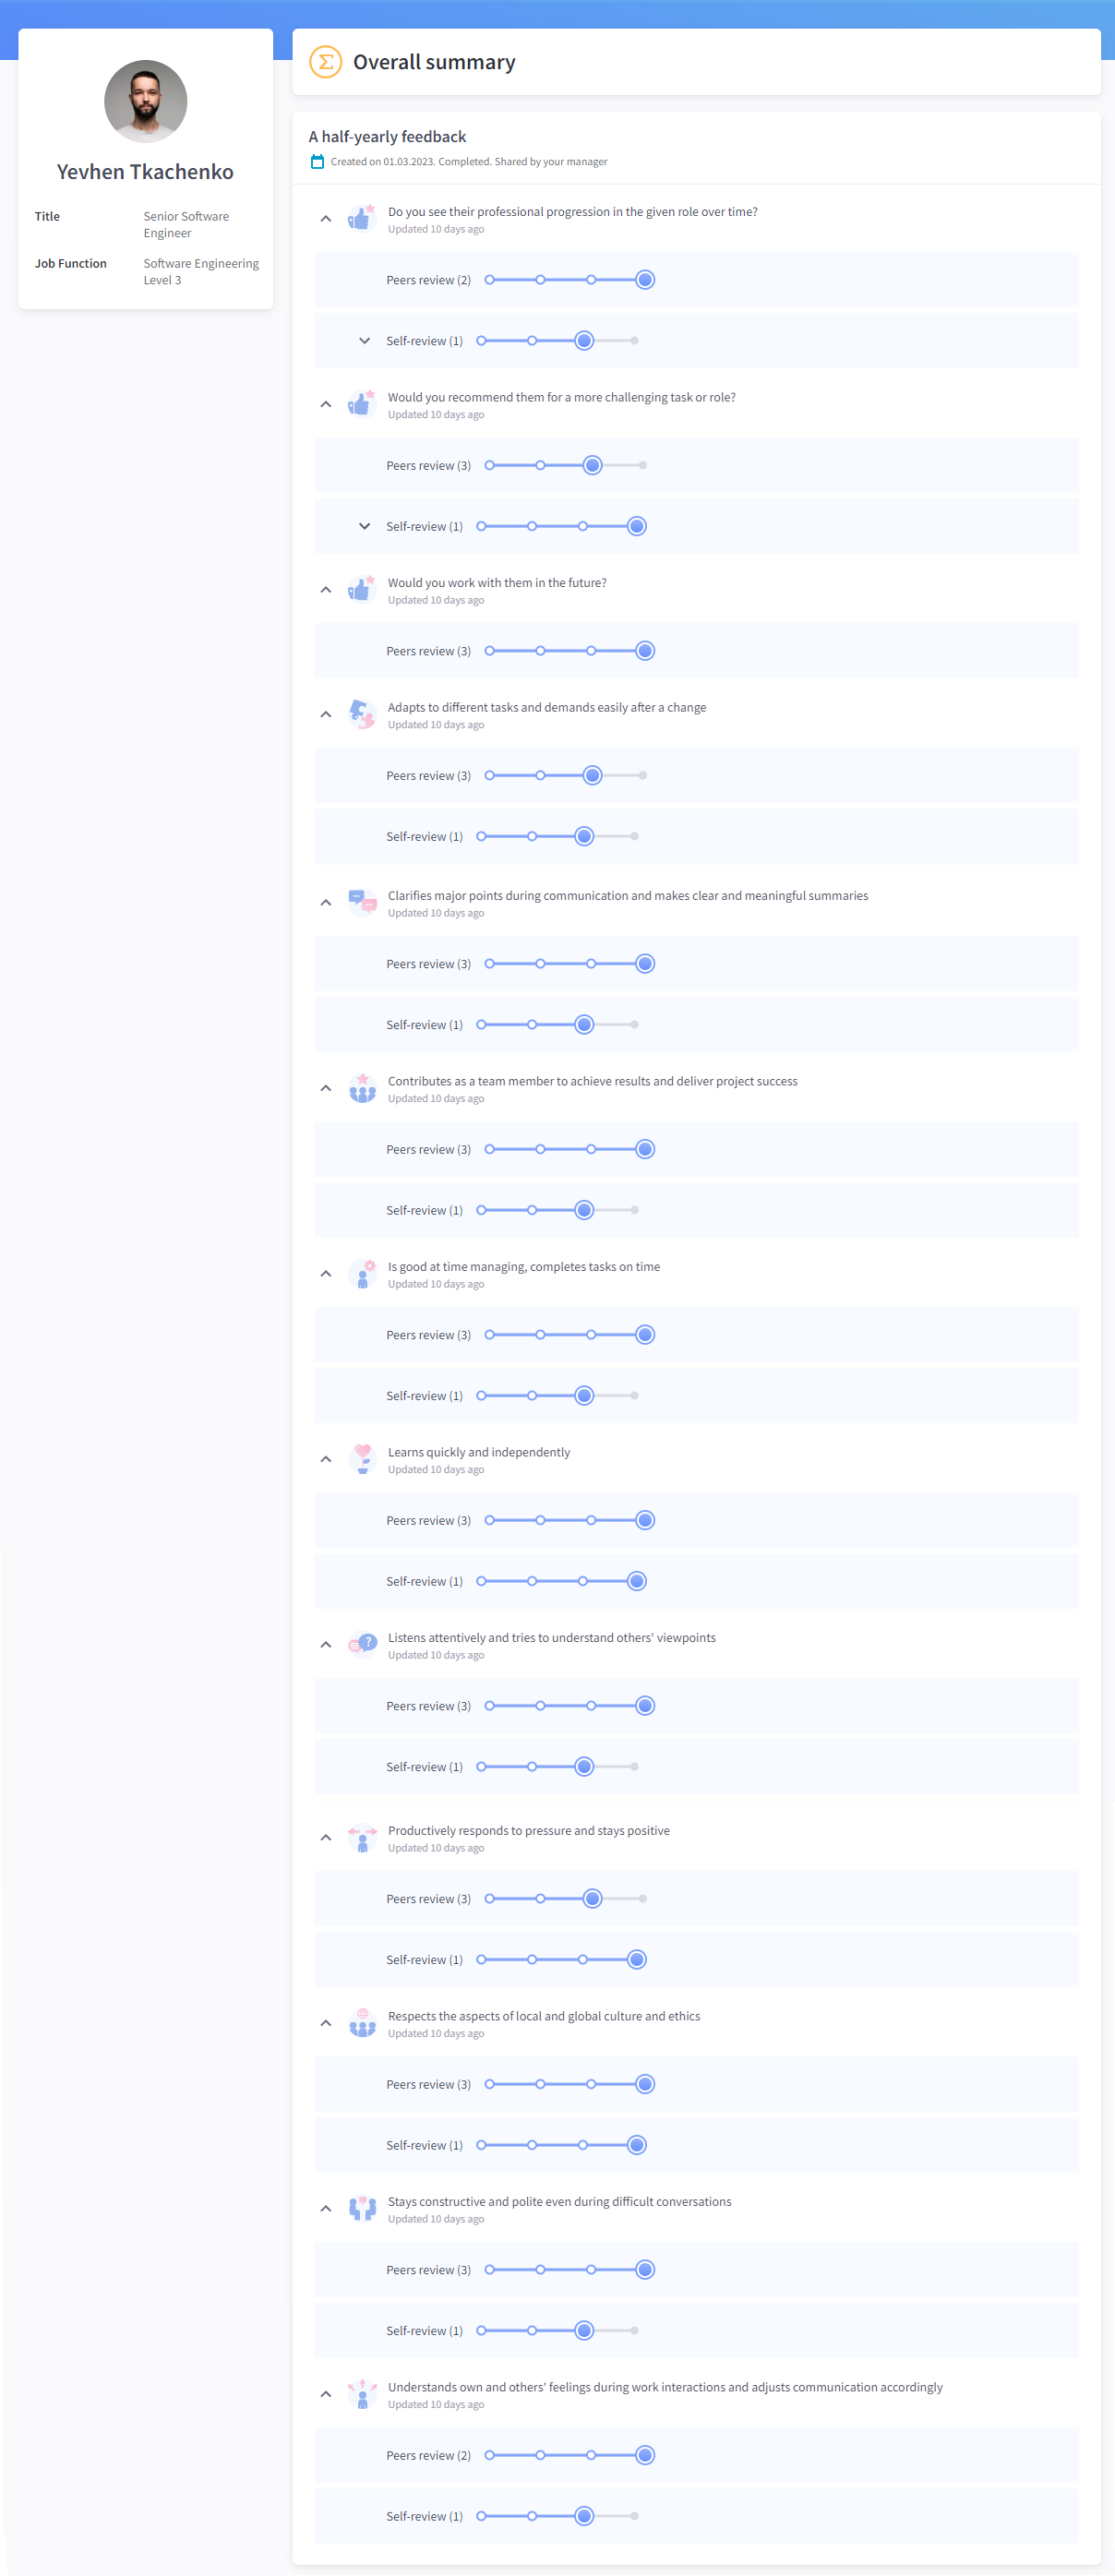 Yevhen Tkachenko
Title
Senior Software
Engineer
Job Function
Software Engineering
Level 3
Overall summary
A half-yearly feedback
Created on 01.03.2023. Completed. Shared by your manager
Do you see their professional progression in the given role over time?
Updated 10 days ago
Peers review (2)
Self-review (1)
Would you recommend them for a more challenging task or role?
Updated 10 days ago
Peers review (3)
Self-review (1)
Would you work with them in the future?
Updated 10 days ago
Peers review (3)
Adapts to different tasks and demands easily after a change
Updated 10 days ago
Peers review (3)
Self-review (1)
Clarifies major points during communication and makes clear and meaningful summaries
Updated 10 days ago
Peers review (3)
Self-review (1)
Contributes as a team member to achieve results and deliver project success
Updated 10 days ago
Peers review (3)
Self-review (1)
Is good at time managing, completes tasks on time
Updated 10 days ago
Peers review (3)
Self-review (1)
Learns quickly and independently
Updated 10 days ago
Peers review (3)
Self-review (1)
Listens attentively and tries to understand others' viewpoints
Updated 10 days ago
Peers review (3)
Self-review (1)
Productively responds to pressure and stays positive
Updated 10 days ago
Peers review (3)
Self-review (1)
Respects the aspects of local and global culture and ethics
Updated 10 days ago
Peers review (3)
Self-review (1)
Stays constructive and polite even during difficult conversations
Updated 10 days ago
Peers review (3)
Self-review (1)
Understands own and others' feelings during work interactions and adjusts communication accordingly
Updated 10 days ago
Peers review (2)
Self-review (1)